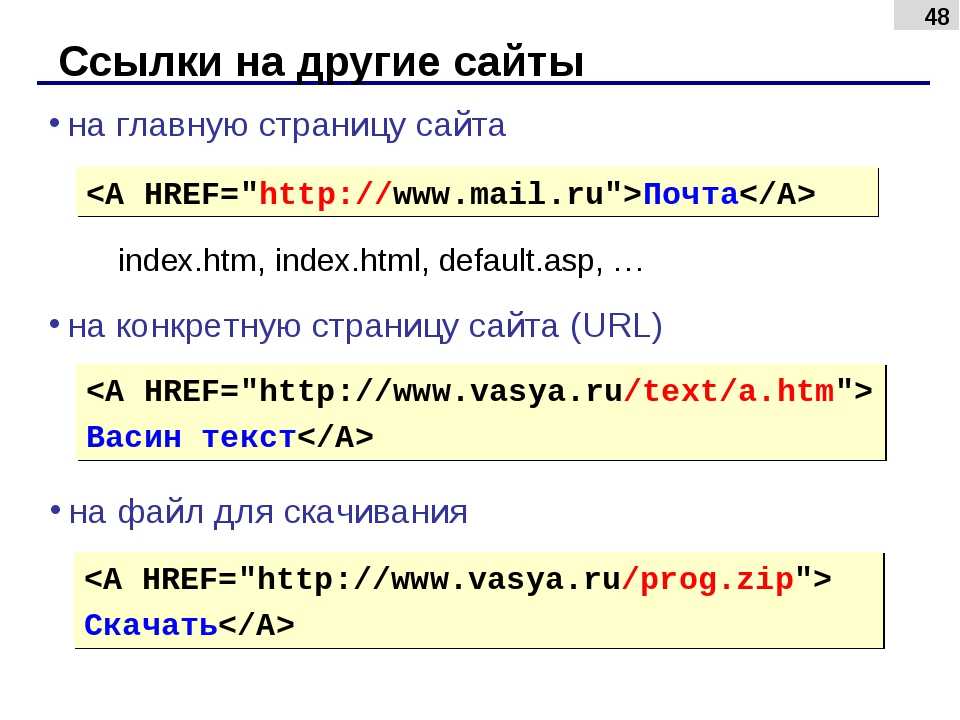 48
Ссылки на другие сайты
• на главную страницу сайта
<A HREF="http://www.mail.ru">Почта</A>
index.htm, index.html, default.asp, …
• на конкретную страницу сайта (URL)
<A HREF="http://www.vasya.ru/text/a.htm">
Васин текст</A>
• на файл для скачивания
<A HREF="http://www.vasya.ru/prog.zip">
Скачать</A>